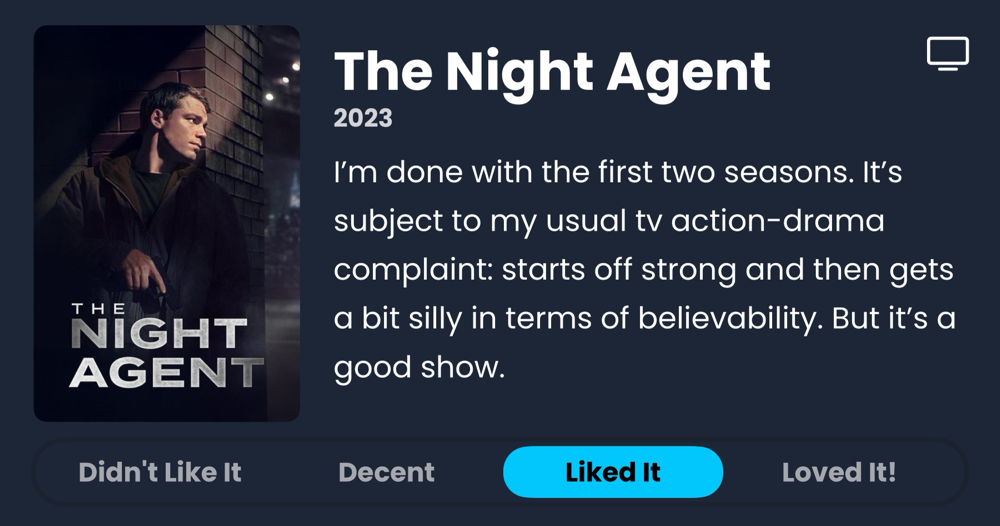 The Night Agent
2023
I’m done with the first two seasons. It’s
subject to my usual tv action-drama
complaint: starts off strong and then gets
a bit silly in terms of believability. But it’s a
good show.
THE
NIGHT
AGENT
Didn't Like It
Decent
Liked It
Loved It!